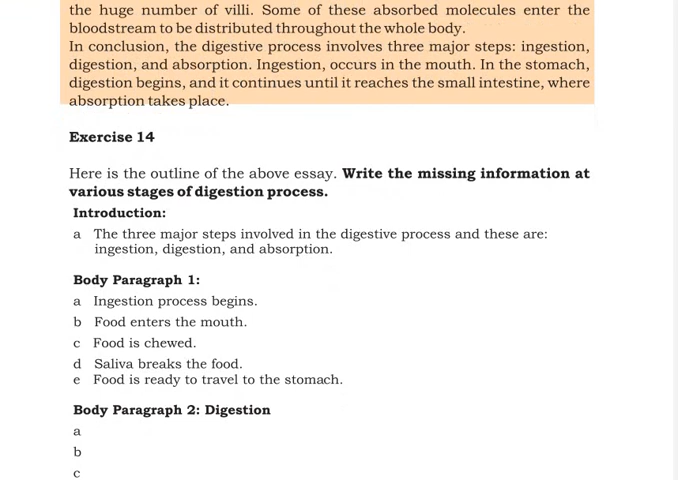 the huge number of villi. Some of these absorbed molecules enter the
bloodstream to be distributed throughout the whole body.
In conclusion, the digestive process involves three major steps: ingestion,
digestion, and absorption. Ingestion, occurs in the mouth. In the stomach,
digestion begins, and it continues until it reaches the small intestine, where
absorption takes place.
Exercise 14
Here is the outline of the above essay. Write the missing information at
various stages of digestion process.
Introduction:
a The three major steps involved in the digestive process and these are:
ingestion, digestion, and absorption.
Body Paragraph 1:
a Ingestion process begins.
b Food enters the mouth.
c Food is chewed.
d Saliva breaks the food.
e Food is ready to travel to the stomach.
Body Paragraph 2: Digestion
a
b
c